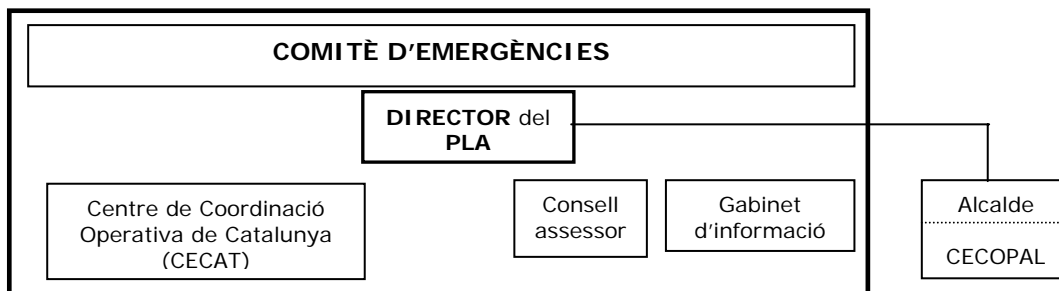 COMITÈ D'EMERGÈNCIES
DIRECTOR del
PLA
Centre de Coordinació
Operativa de Catalunya
(CECAT)
Consell
assessor
Gabinet
d'informació
Alcalde
CECOPAL